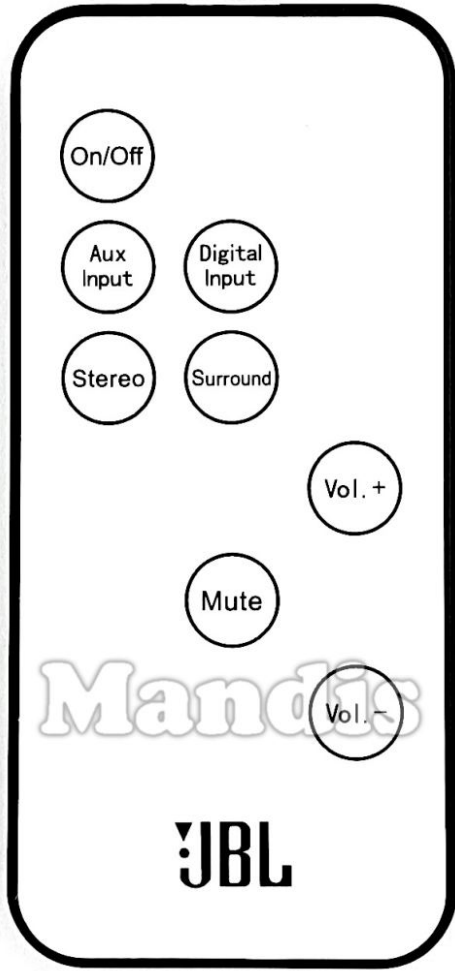 On/Off
Aux
Input
Digital
Input
Stereo
Surround
Vol. +
Mute
Mandis
Vol. -
JBL